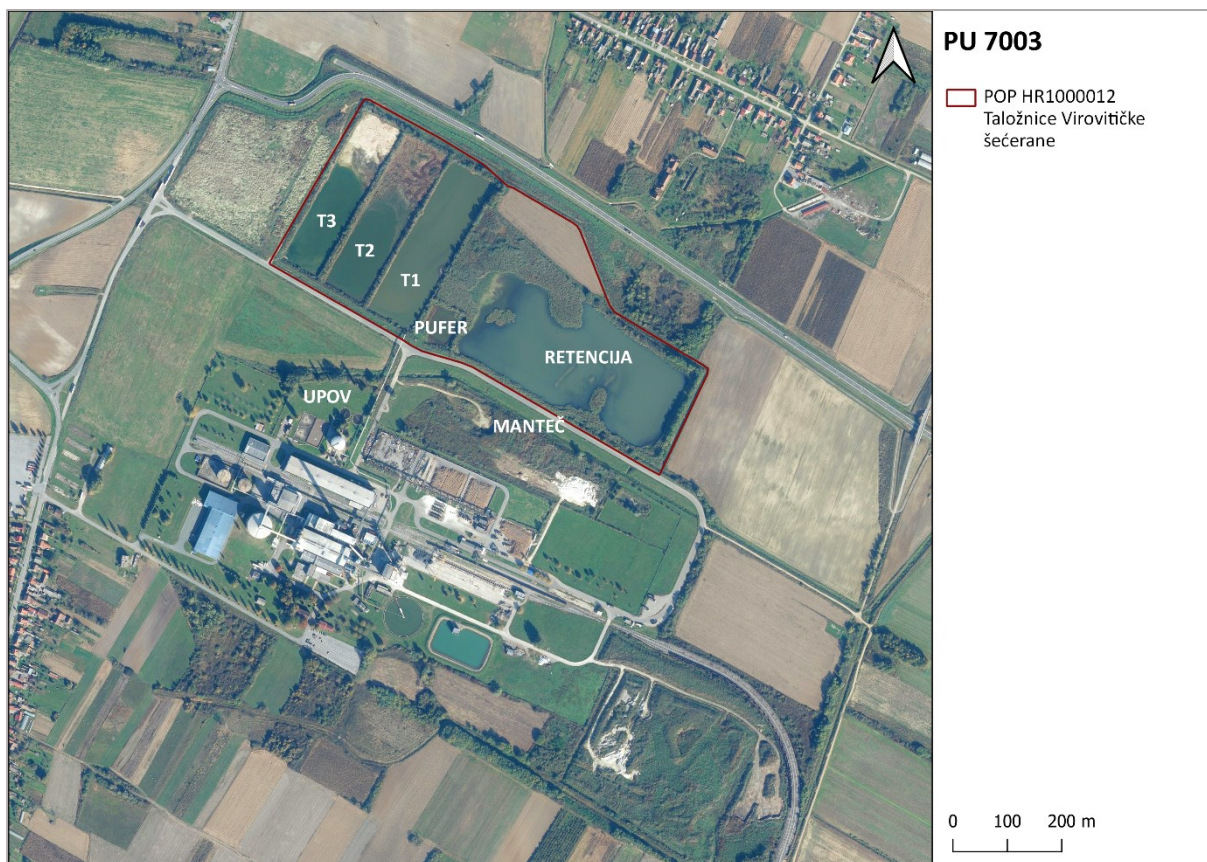 PU 7003
POP HR1000012
Taložnice Virovitičke
šećerane
T3
T2
T1
PUFER
RETENCIJA
UPOV
MANTEČ
0 100 200 m